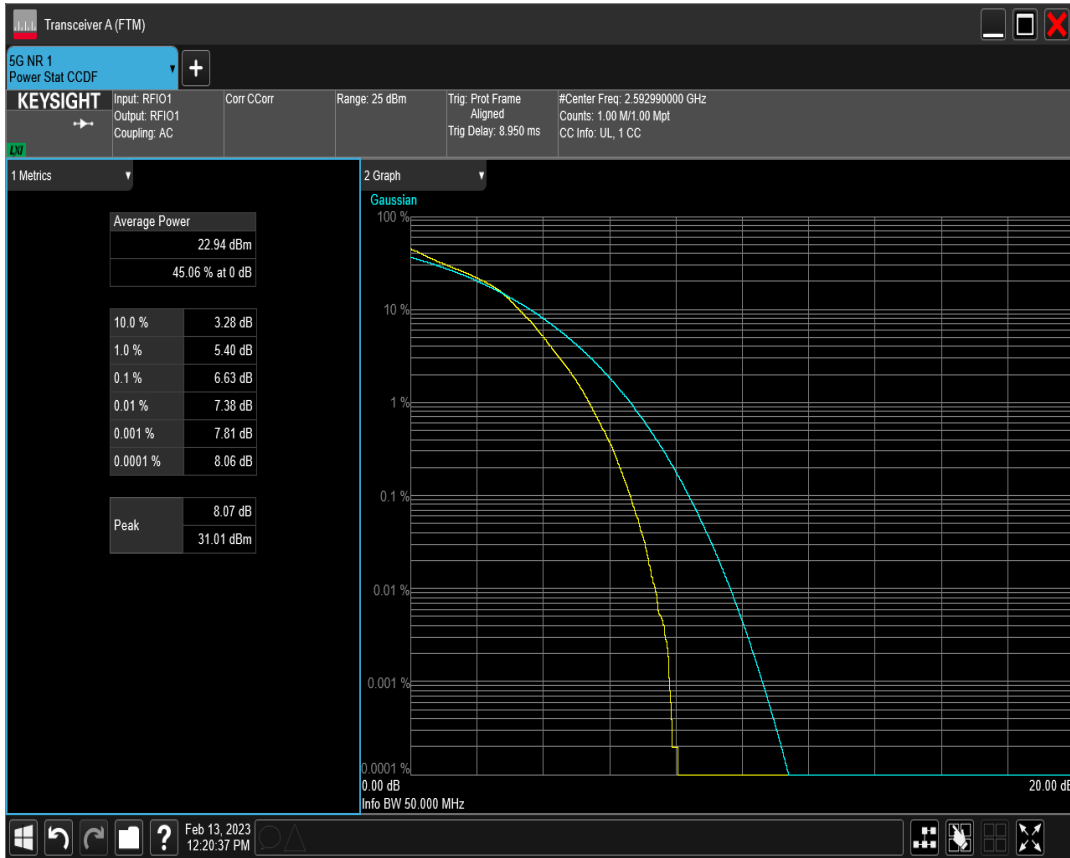 Transceiver A (FTM)
5G NR 1
Power Stat CCDF
+
KEYSIGHT
LXI
Input: RFIO1
Output: RFIO1
Coupling: AC
Corr CCorr
Range: 25 dBm
Trig: Prot Frame
Aligned
Trig Delay: 8.950 ms
#Center Freq: 2.592990000 GHz
Counts: 1.00 M/1.00 Mpt
CC Info: UL, 1 CC
1 Metrics
Average Power
22.94 dBm
45.06 % at 0 dB
10.0 % 3.28 dB
1.0 % 5.40 dB
0.1 % 6.63 dB
0.01 % 7.38 dB
0.001 % 7.81 dB
0.0001 % 8.06 dB
Peak
8.07 dB
31.01 dBm
2 Graph
Gaussian
100 %
10 %
1 %
0.1 %
0.01 %
0.001 %
0.0001 %
0.00 dB 20.00 dB
Info BW 50.000 MHz
?
Feb 13, 2023
12:20:37 PM